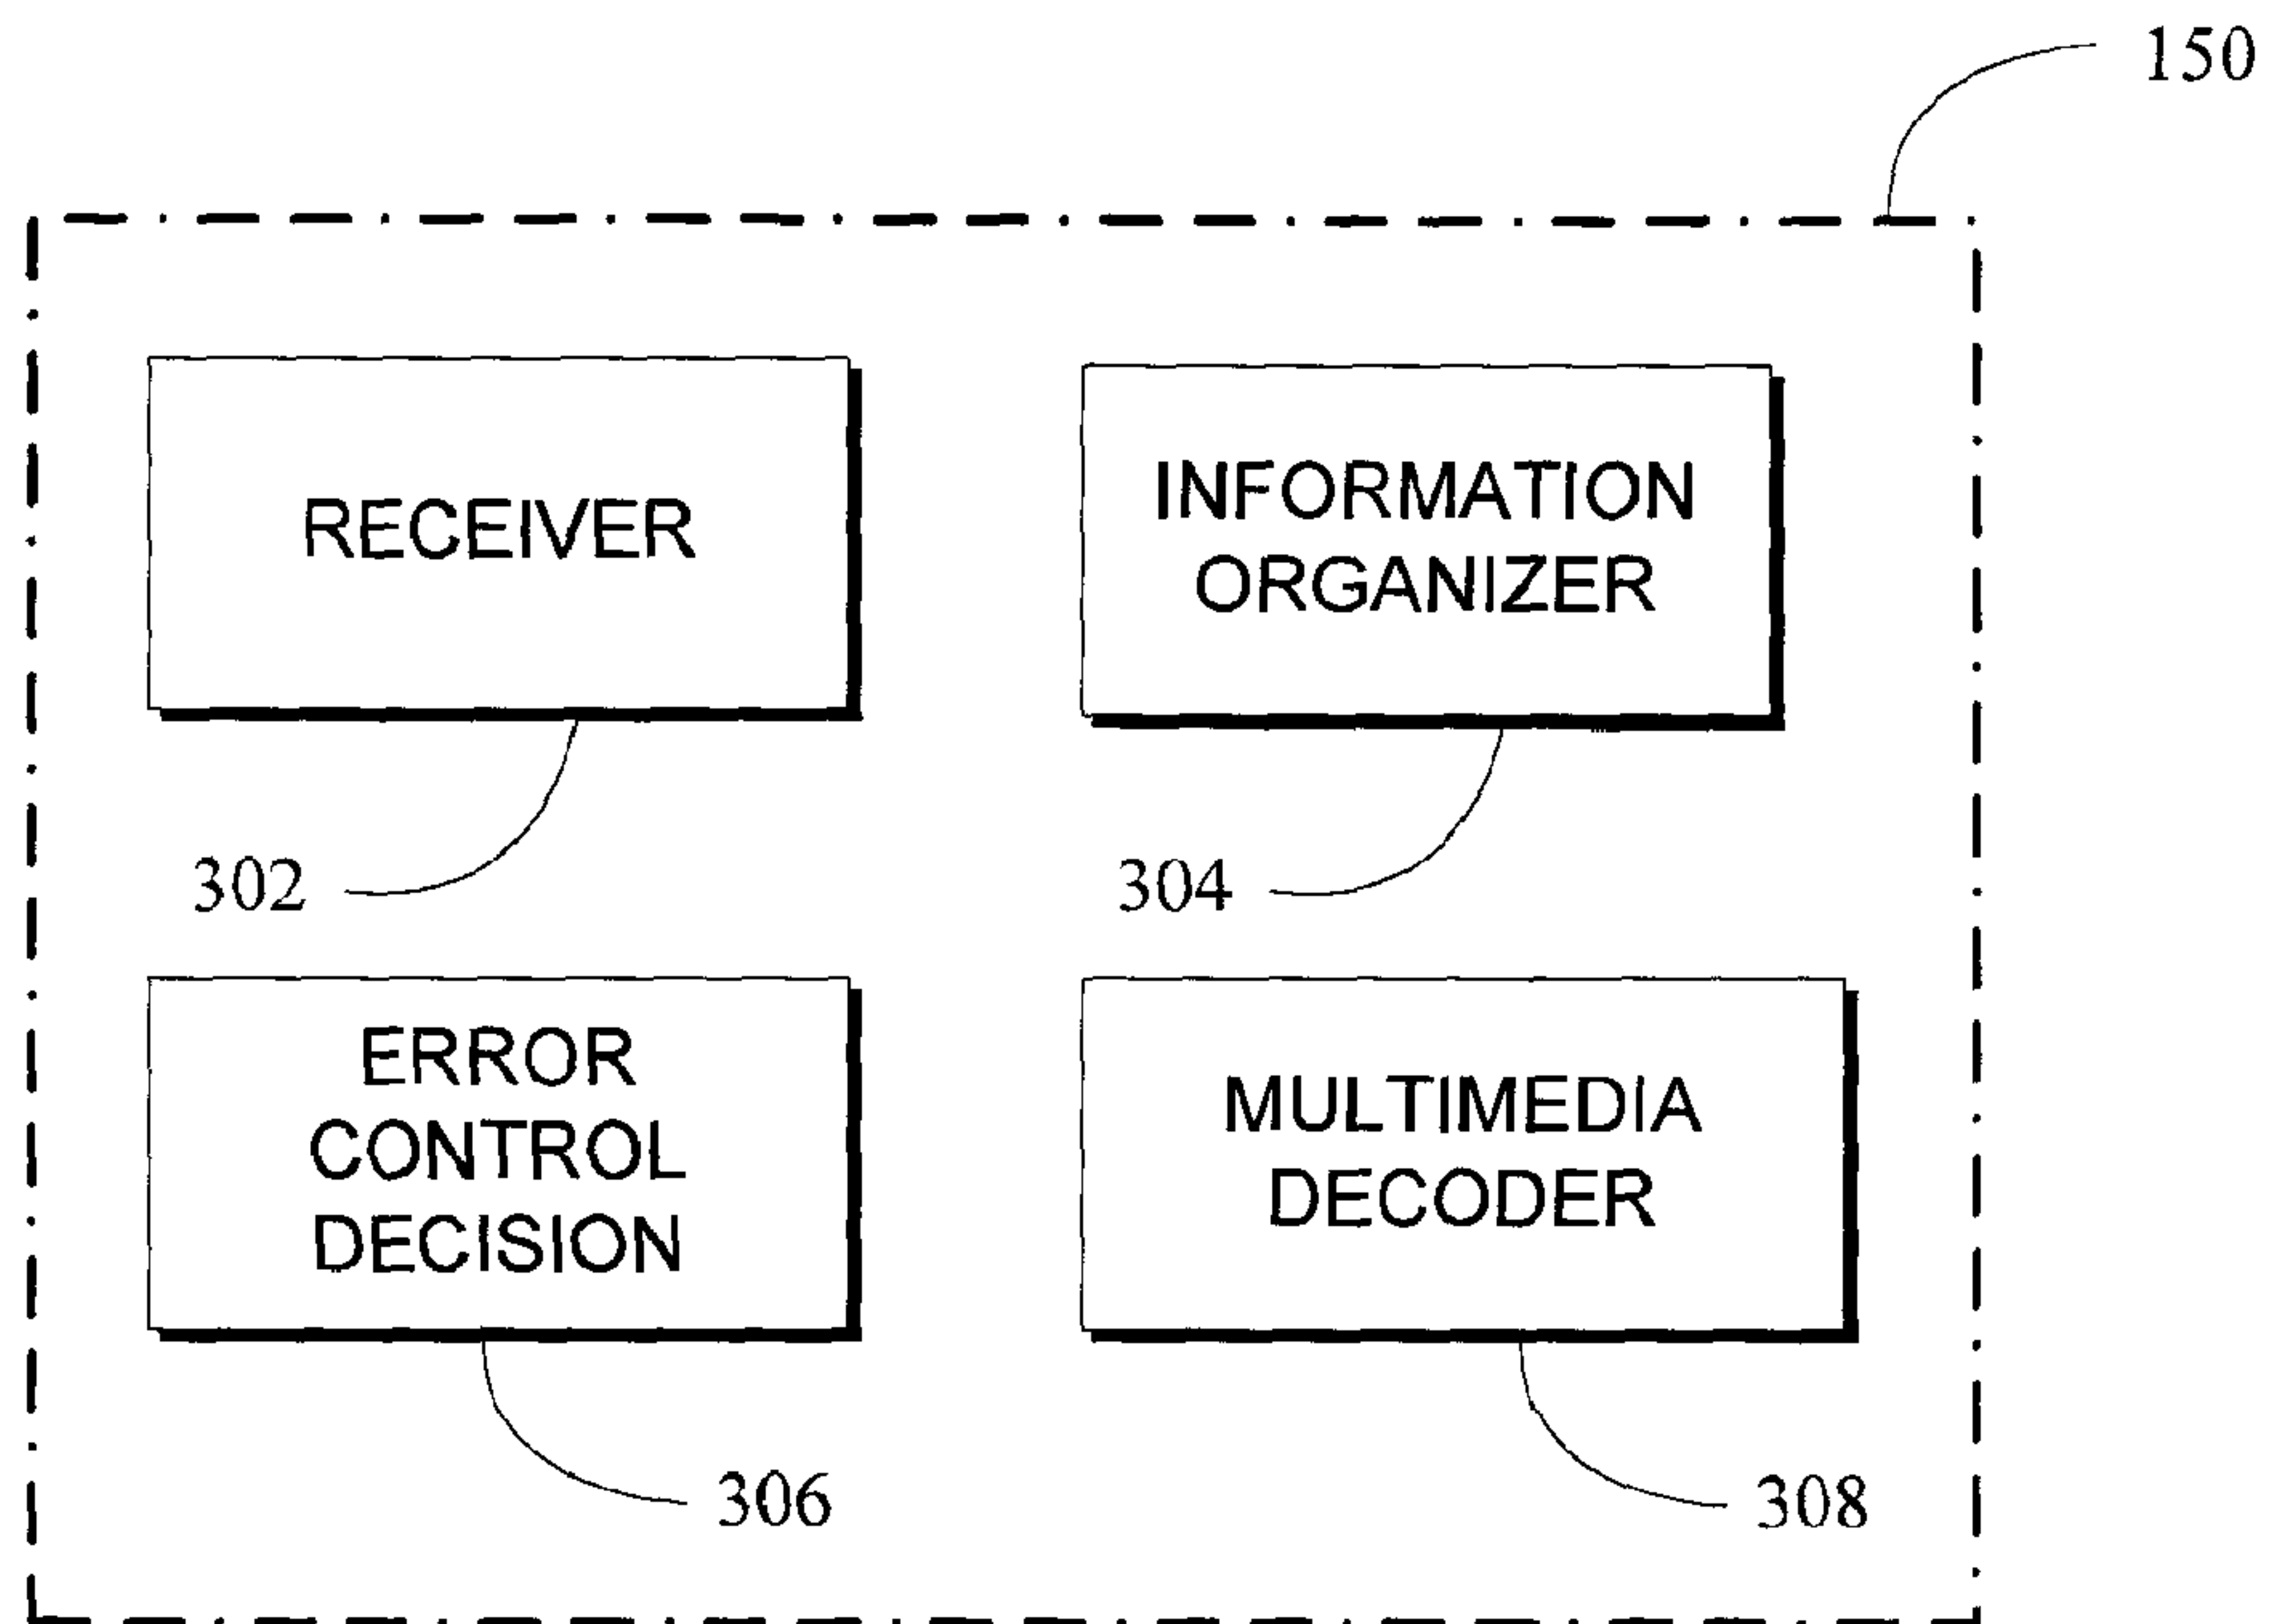 150
RECEIVER
INFORMATION
ORGANIZER
302
304
ERROR
CONTROL
DECISION
MULTIMEDIA
DECODER
306
308